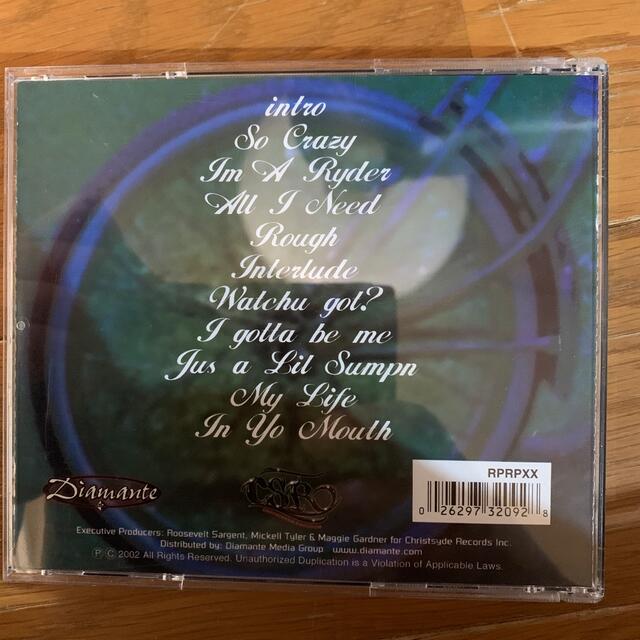 intro
So Crazy
Im A Ryder
All I Need
Rough
Interlude
Watchu got?
I gotta be me
Jus a Lil Sumpn
My Life
In Yo Mouth
RPRPXX
0 26297 32092 8
Diamante
CSIRO
Executive Producers: Roosevelt Sargent, Mickell Tyler & Maggie Gardner for Christsyde Records Inc.
Distributed by: Diamante Media Group www.diamante.com
Ⓟ Ⓒ 2002 All Rights Reserved. Unauthorized Duplication is a Violation of Applicable Laws.